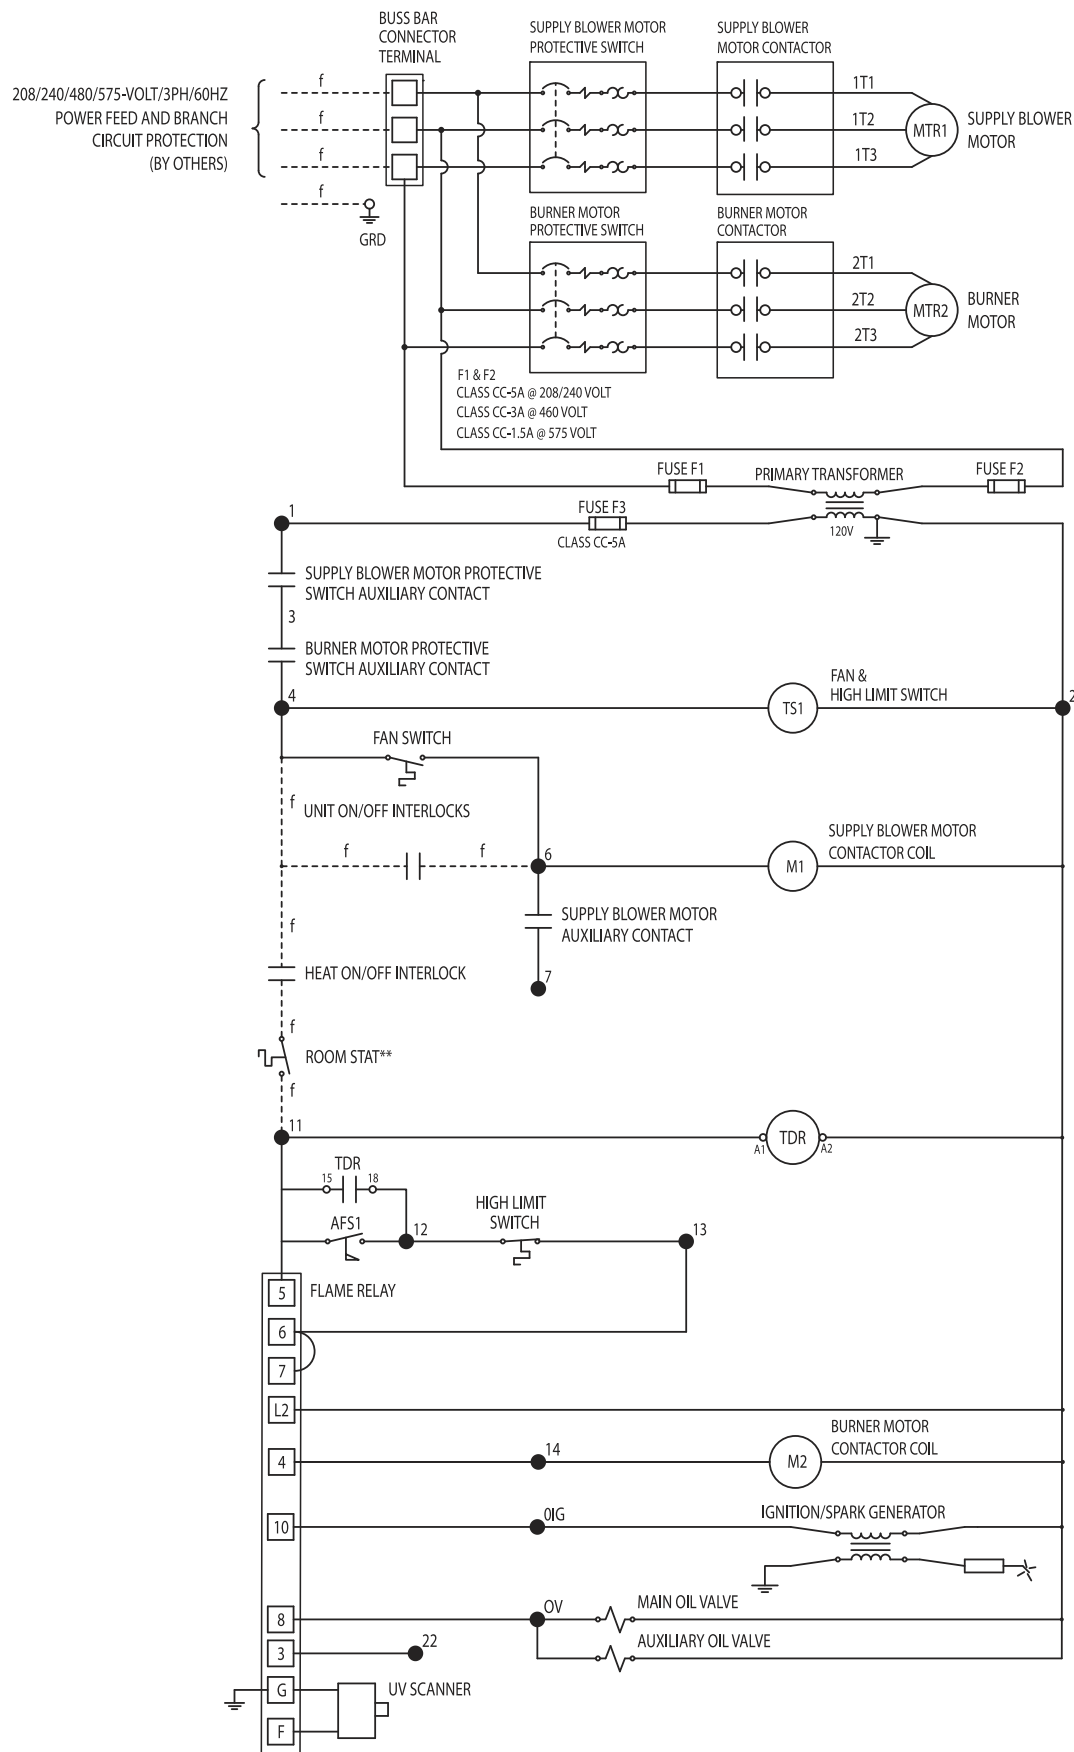 BUSS BAR
CONNECTOR
TERMINAL
SUPPLY BLOWER MOTOR
PROTECTIVE SWITCH
SUPPLY BLOWER
MOTOR CONTACTOR
208/240/480/575-VOLT/3PH/60HZ
POWER FEED AND BRANCH
CIRCUIT PROTECTION
(BY OTHERS)
f
f
f
f
GRD
1T1
1T2
1T3
MTR1
SUPPLY BLOWER
MOTOR
BURNER MOTOR
PROTECTIVE SWITCH
BURNER MOTOR
CONTACTOR
2T1
2T2
2T3
MTR2
BURNER
MOTOR
F1 & F2
CLASS CC-5A @ 208/240 VOLT
CLASS CC-3A @ 460 VOLT
CLASS CC-1.5A @ 575 VOLT
FUSE F1
PRIMARY TRANSFORMER
FUSE F2
1
FUSE F3
CLASS CC-5A
120V
SUPPLY BLOWER MOTOR PROTECTIVE
SWITCH AUXILIARY CONTACT
3
BURNER MOTOR PROTECTIVE
SWITCH AUXILIARY CONTACT
4
TS1
FAN &
HIGH LIMIT SWITCH
2
FAN SWITCH
f
UNIT ON/OFF INTERLOCKS
f
f
6
M1
SUPPLY BLOWER MOTOR
CONTACTOR COIL
f
SUPPLY BLOWER MOTOR
AUXILIARY CONTACT
7
HEAT ON/OFF INTERLOCK
f
ROOM STAT**
f
11
A1
TDR
A2
TDR
15
18
AFS1
12
HIGH LIMIT
SWITCH
13
5
FLAME RELAY
6
7
L2
4
14
M2
BURNER MOTOR
CONTACTOR COIL
10
0IG
IGNITION/SPARK GENERATOR
8
OV
MAIN OIL VALVE
AUXILIARY OIL VALVE
3
22
G
UV SCANNER
F